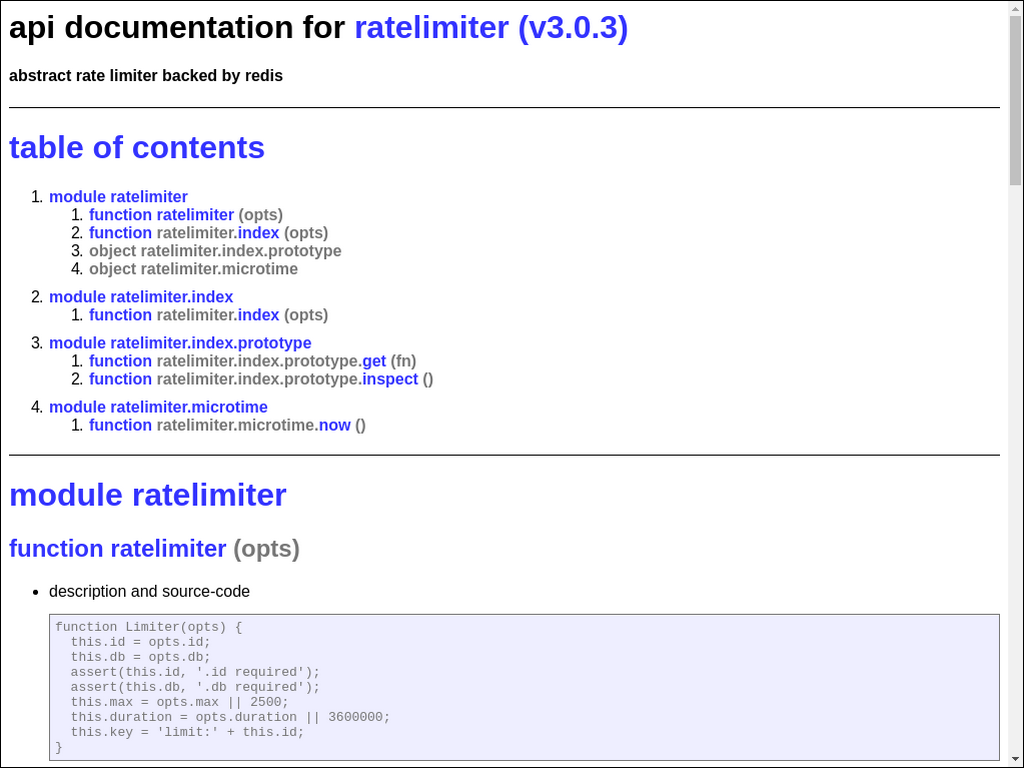 api documentation for ratelimiter (v3.0.3)
abstract rate limiter backed by redis
table of contents
1. module ratelimiter
1. function ratelimiter (opts)
2. function ratelimiter.index (opts)
3. object ratelimiter.index.prototype
4. object ratelimiter.microtime
2. module ratelimiter.index
1. function ratelimiter.index (opts)
3. module ratelimiter.index.prototype
1. function ratelimiter.index.prototype.get (fn)
2. function ratelimiter.index.prototype.inspect ()
4. module ratelimiter.microtime
1. function ratelimiter.microtime.now ()
module ratelimiter
function ratelimiter (opts)
• description and source-code
function Limiter(opts) {
  this.id = opts.id;
  this.db = opts.db;
  assert(this.id, '.id required');
  assert(this.db, '.db required');
  this.max = opts.max || 2500;
  this.duration = opts.duration || 3600000;
  this.key = 'limit:' + this.id;
}